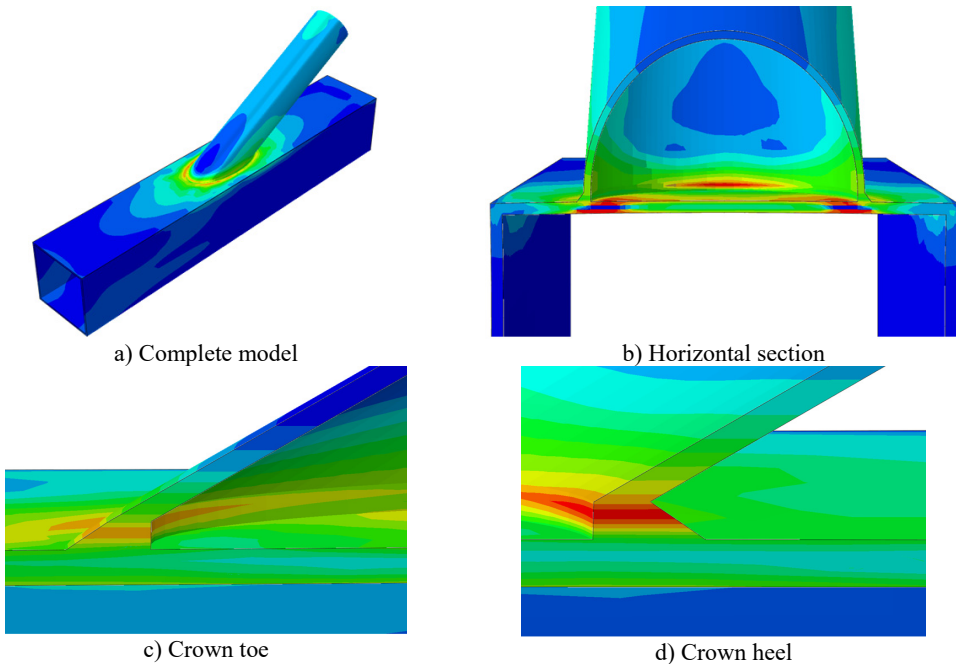 a) Complete model
b) Horizontal section
c) Crown toe
d) Crown heel